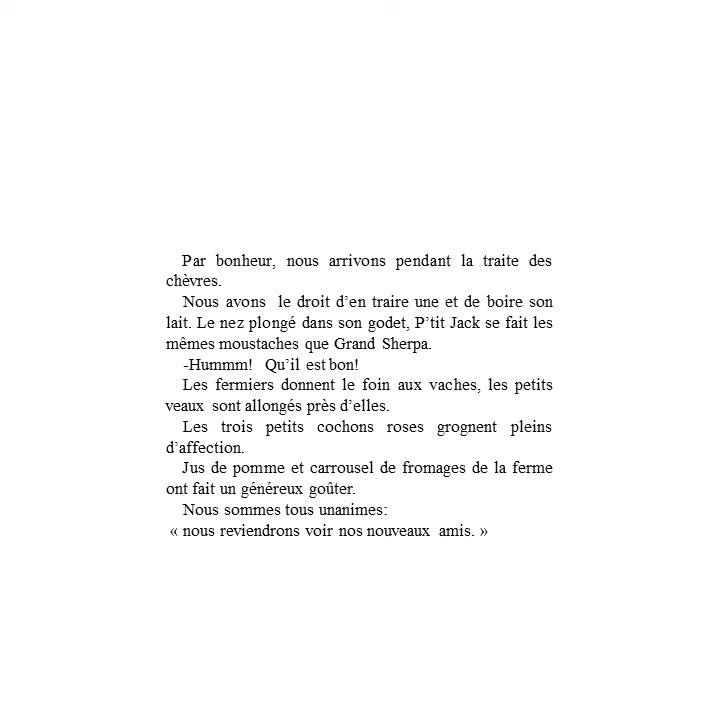 Par bonheur, nous arrivons pendant la traite des
chèvres.
Nous avons le droit d’en traire une et de boire son
lait. Le nez plongé dans son godet, P’tit Jack se fait les
mêmes moustaches que Grand Sherpa.
-Hummm! Qu’il est bon!
Les fermiers donnent le foin aux vaches, les petits
veaux sont allongés près d’elles.
Les trois petits cochons roses grognent pleins
d’affection.
Jus de pomme et carrousel de fromages de la ferme
ont fait un généreux goûter.
Nous sommes tous unanimes:
« nous reviendrons voir nos nouveaux amis. »